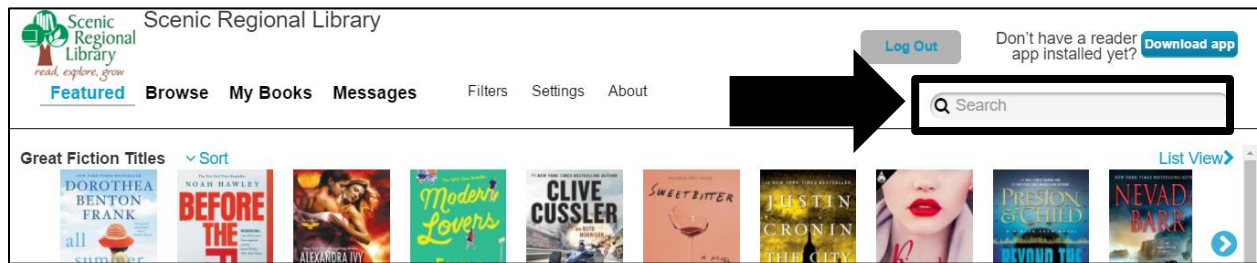 Scenic
Regional
Library
read, explore, grow
Scenic Regional Library
Log Out
Don't have a reader
app installed yet?
Download app
Featured Browse My Books Messages Filters Settings About
Search
Great Fiction Titles Sort
List View
DOROTHEA
BENTON
FRANK
all
summer
NOAH HAWLEY
BEFORE
THE
ALEXANDRA IVY
Modern
Lovers
CLIVE
CUSSLER
SWEETBITTER
A NOVEL
JUSTIN
CRONIN
THE CITY
PRESTON
& CHILD
BEYOND THE
NEVADA
BARR